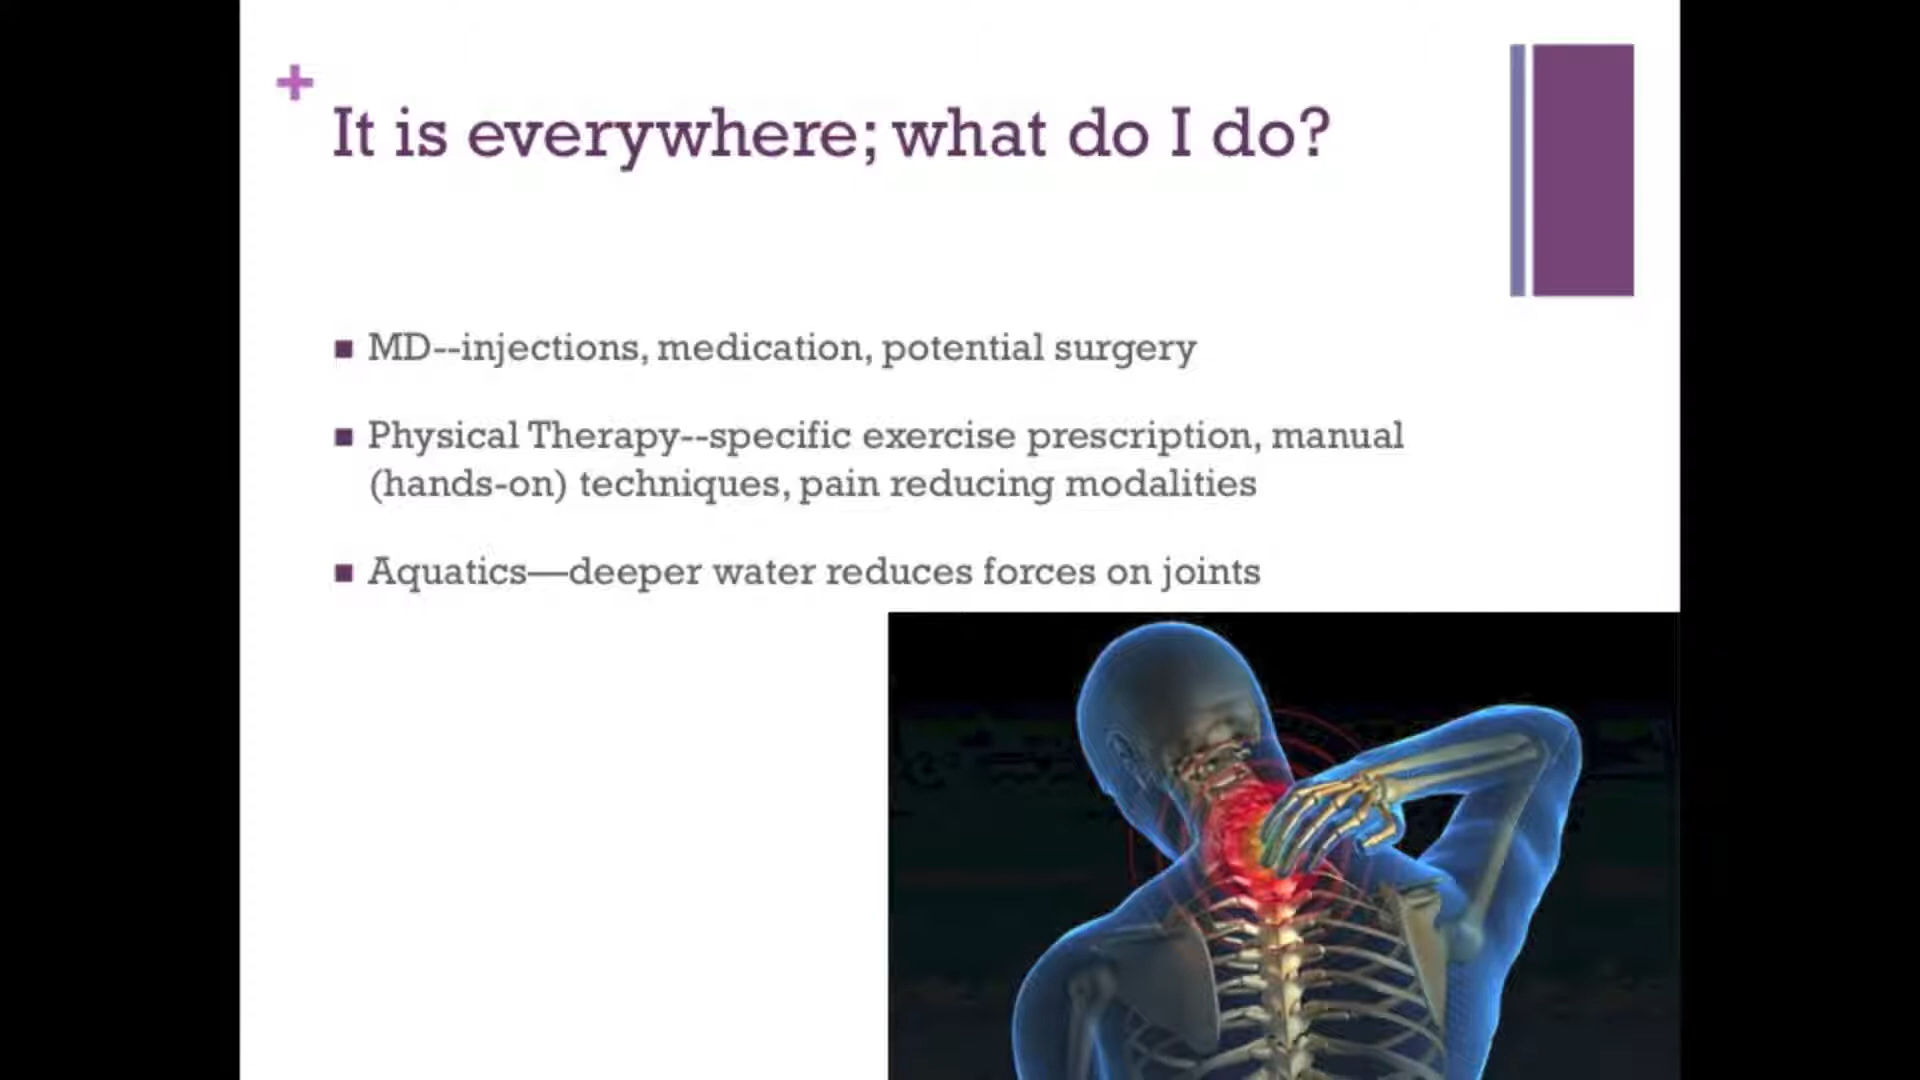 +
It is everywhere; what do I do?
■ MD--injections, medication, potential surgery
■ Physical Therapy--specific exercise prescription, manual
(hands-on) techniques, pain reducing modalities
■ Aquatics—deeper water reduces forces on joints